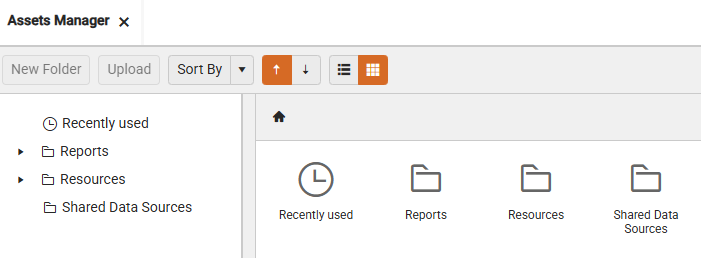 Assets Manager
New Folder
Upload
Sort By
Recently used
Reports
Resources
Shared Data Sources
Recently used
Reports
Resources
Shared Data
Sources